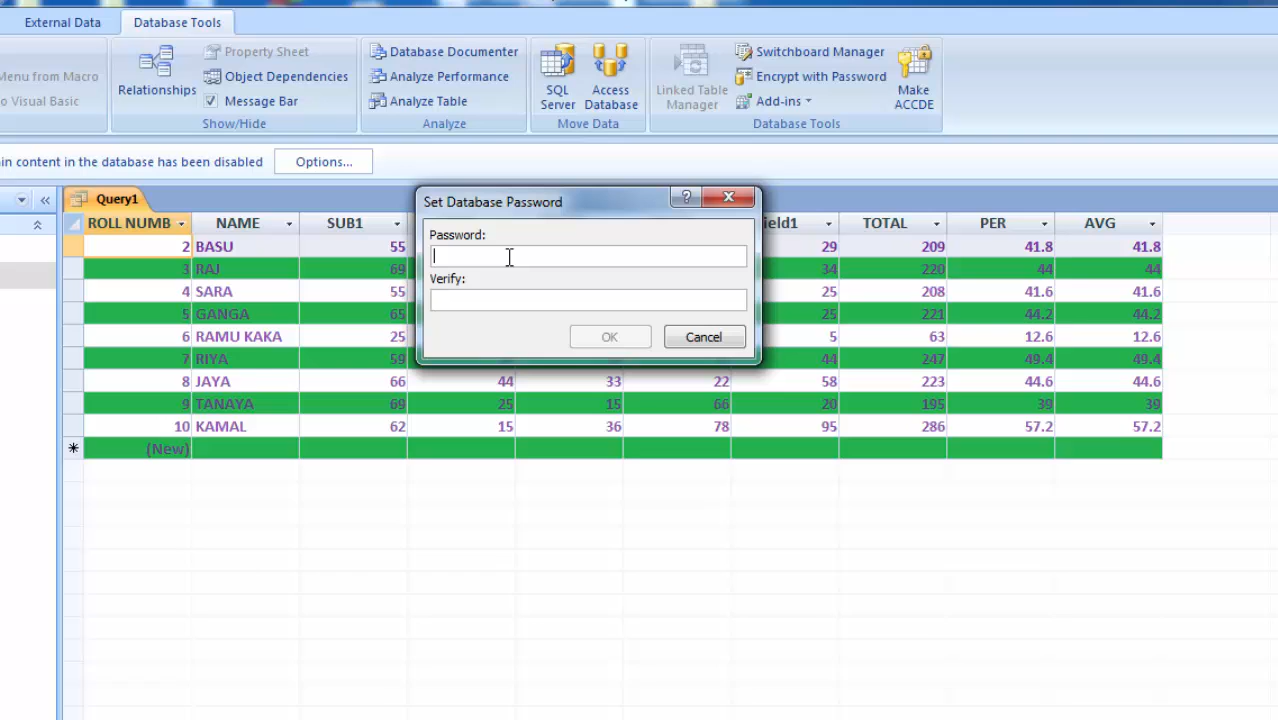 External Data
Database Tools
Menu from Macro
o Visual Basic
Relationships
Property Sheet
Object Dependencies
Message Bar
Show/Hide
Database Documenter
Analyze Performance
Analyze Table
Analyze
SQL Server
Access Database
Move Data
Linked Table Manager
Switchboard Manager
Encrypt with Password
Add-ins
Make ACCDE
Database Tools
in content in the database has been disabled Options...
Query1
ROLL NUMB NAME SUB1 ield1 TOTAL PER AVG
2 BASU 55 29 209 41.8 41.8
3 RAJ 69 34 220 44 44
4 SARA 55 25 208 41.6 41.6
5 GANGA 65 25 221 44.2 44.2
6 RAMU KAKA 25 5 63 12.6 12.6
7 RIYA 59 44 247 49.4 49.4
8 JAYA 66 44 33 22 58 223 44.6 44.6
9 TANAYA 69 25 15 66 20 195 39 39
10 KAMAL 62 15 36 78 95 286 57.2 57.2
* (New)
Set Database Password
Password:
Verify:
OK Cancel